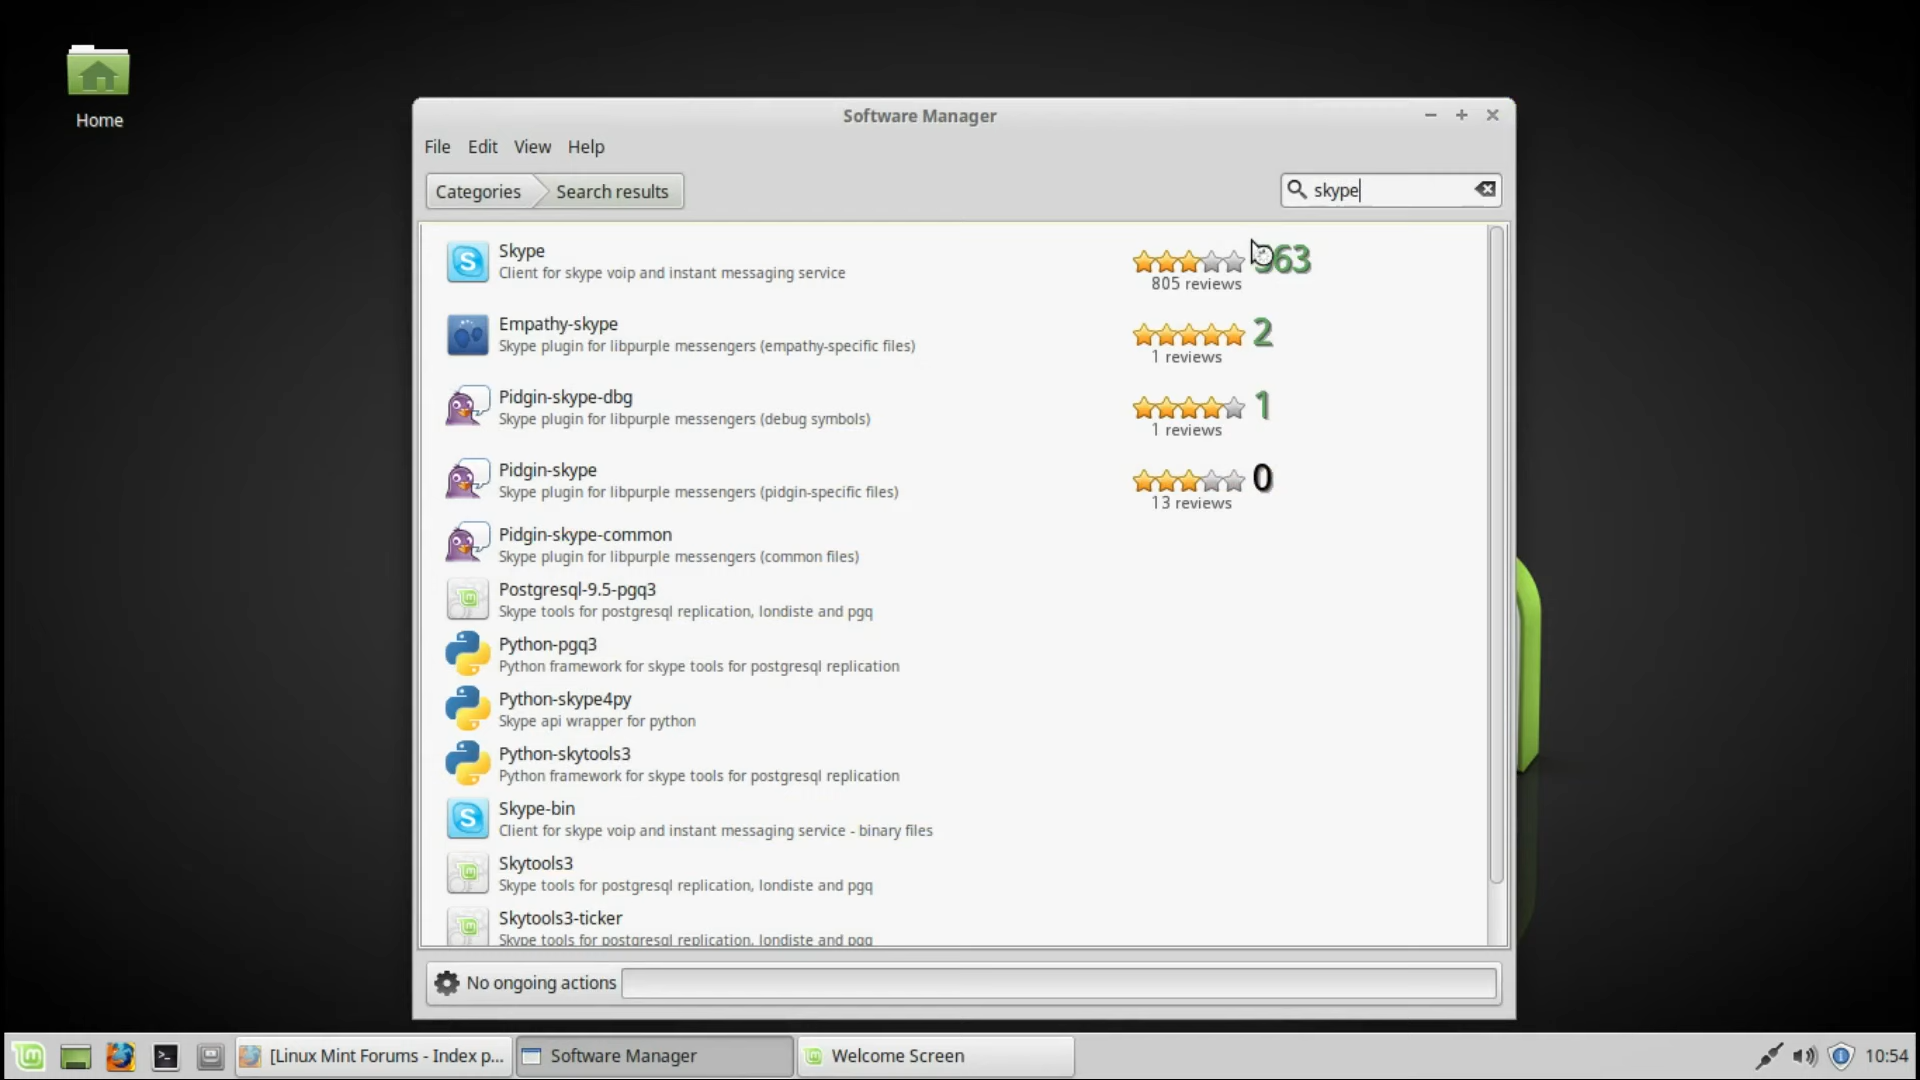 Home
Software Manager
File Edit View Help
Categories Search results
skype
Skype
Client for skype voip and instant messaging service
805 reviews
Empathy-skype
Skype plugin for libpurple messengers (empathy-specific files)
2
1 reviews
Pidgin-skype-dbg
Skype plugin for libpurple messengers (debug symbols)
1
1 reviews
Pidgin-skype
Skype plugin for libpurple messengers (pidgin-specific files)
0
13 reviews
Pidgin-skype-common
Skype plugin for libpurple messengers (common files)
Postgresql-9.5-pgq3
Skype tools for postgresql replication, londiste and pgq
Python-pgq3
Python framework for skype tools for postgresql replication
Python-skype4py
Skype api wrapper for python
Python-skytools3
Python framework for skype tools for postgresql replication
Skype-bin
Client for skype voip and instant messaging service - binary files
Skytools3
Skype tools for postgresql replication, londiste and pgq
Skytools3-ticker
Skype tools for postgresql replication, londiste and pgq
No ongoing actions
[Linux Mint Forums - Index p... Software Manager Welcome Screen 10:54